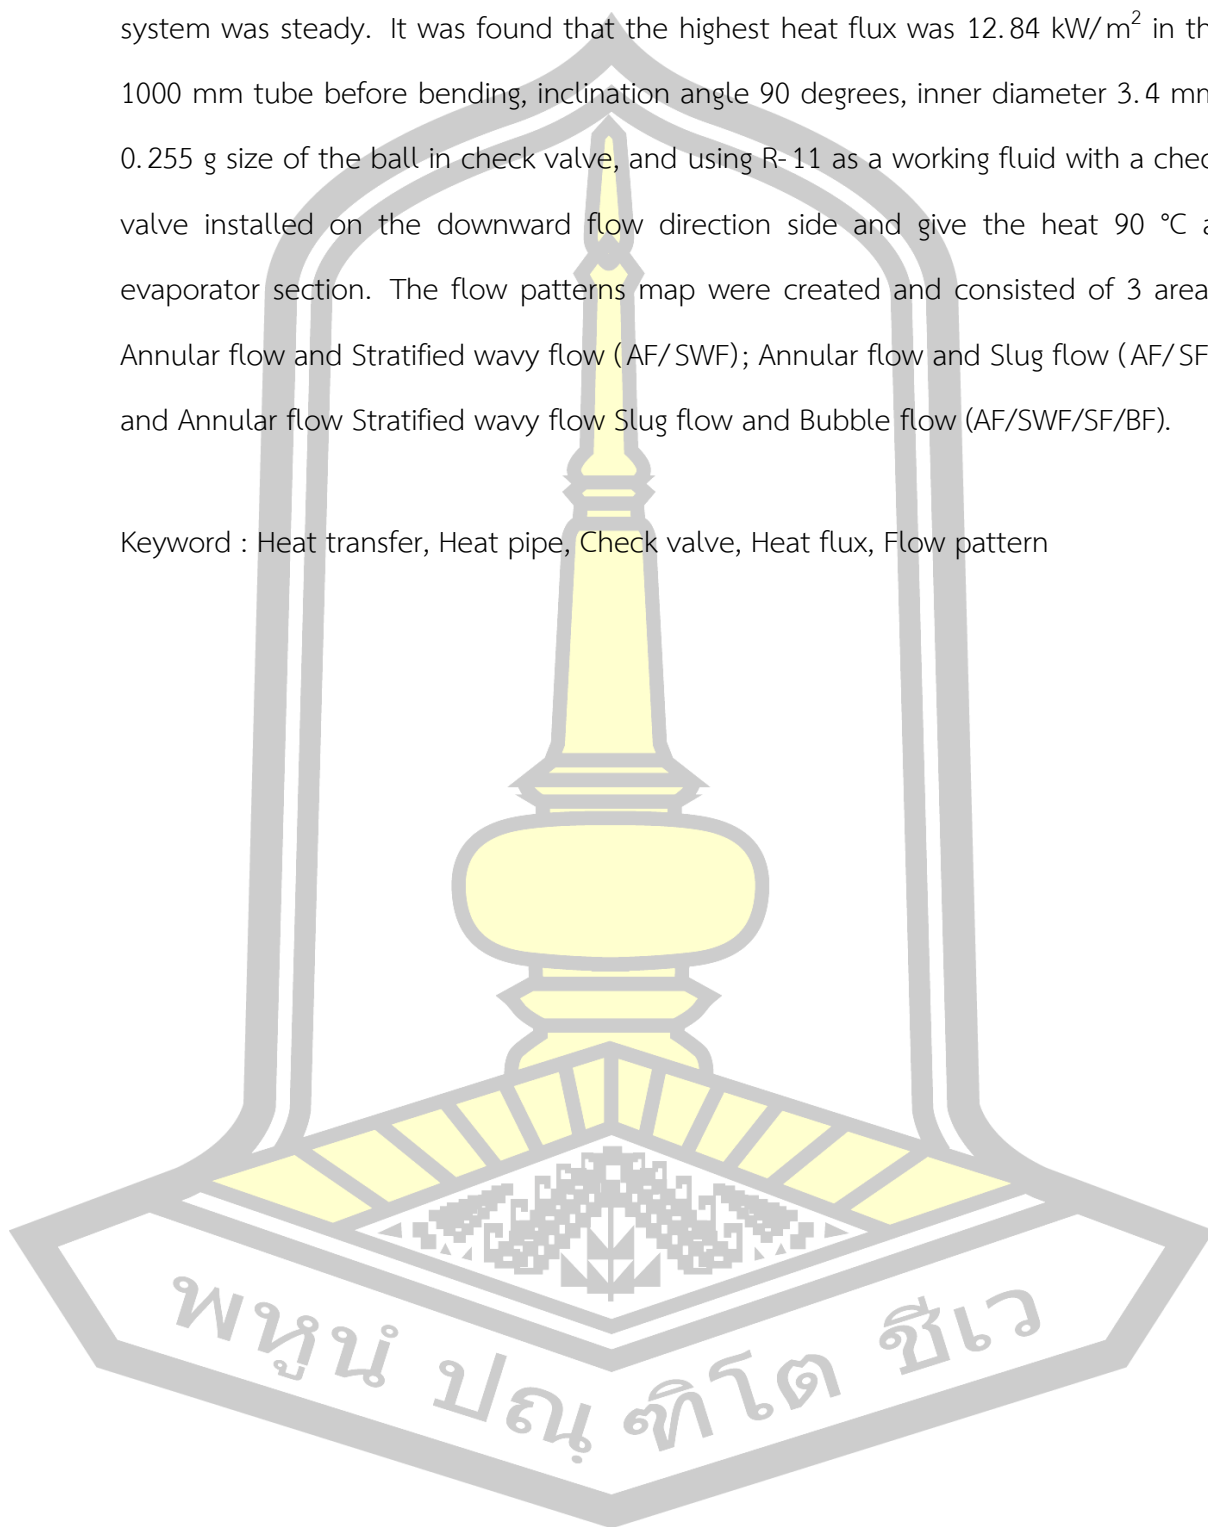 system was steady. It was found that the highest heat flux was 12.84 kW/m² in th
1000 mm tube before bending, inclination angle 90 degrees, inner diameter 3.4 mm
0.255 g size of the ball in check valve, and using R-11 as a working fluid with a chec
valve installed on the downward flow direction side and give the heat 90 °C a
evaporator section. The flow patterns map were created and consisted of 3 area
Annular flow and Stratified wavy flow (AF/SWF); Annular flow and Slug flow (AF/SF
and Annular flow Stratified wavy flow Slug flow and Bubble flow (AF/SWF/SF/BF).
Keyword : Heat transfer, Heat pipe, Check valve, Heat flux, Flow pattern
พหูนํ ปณฺฑิโต ชีเว